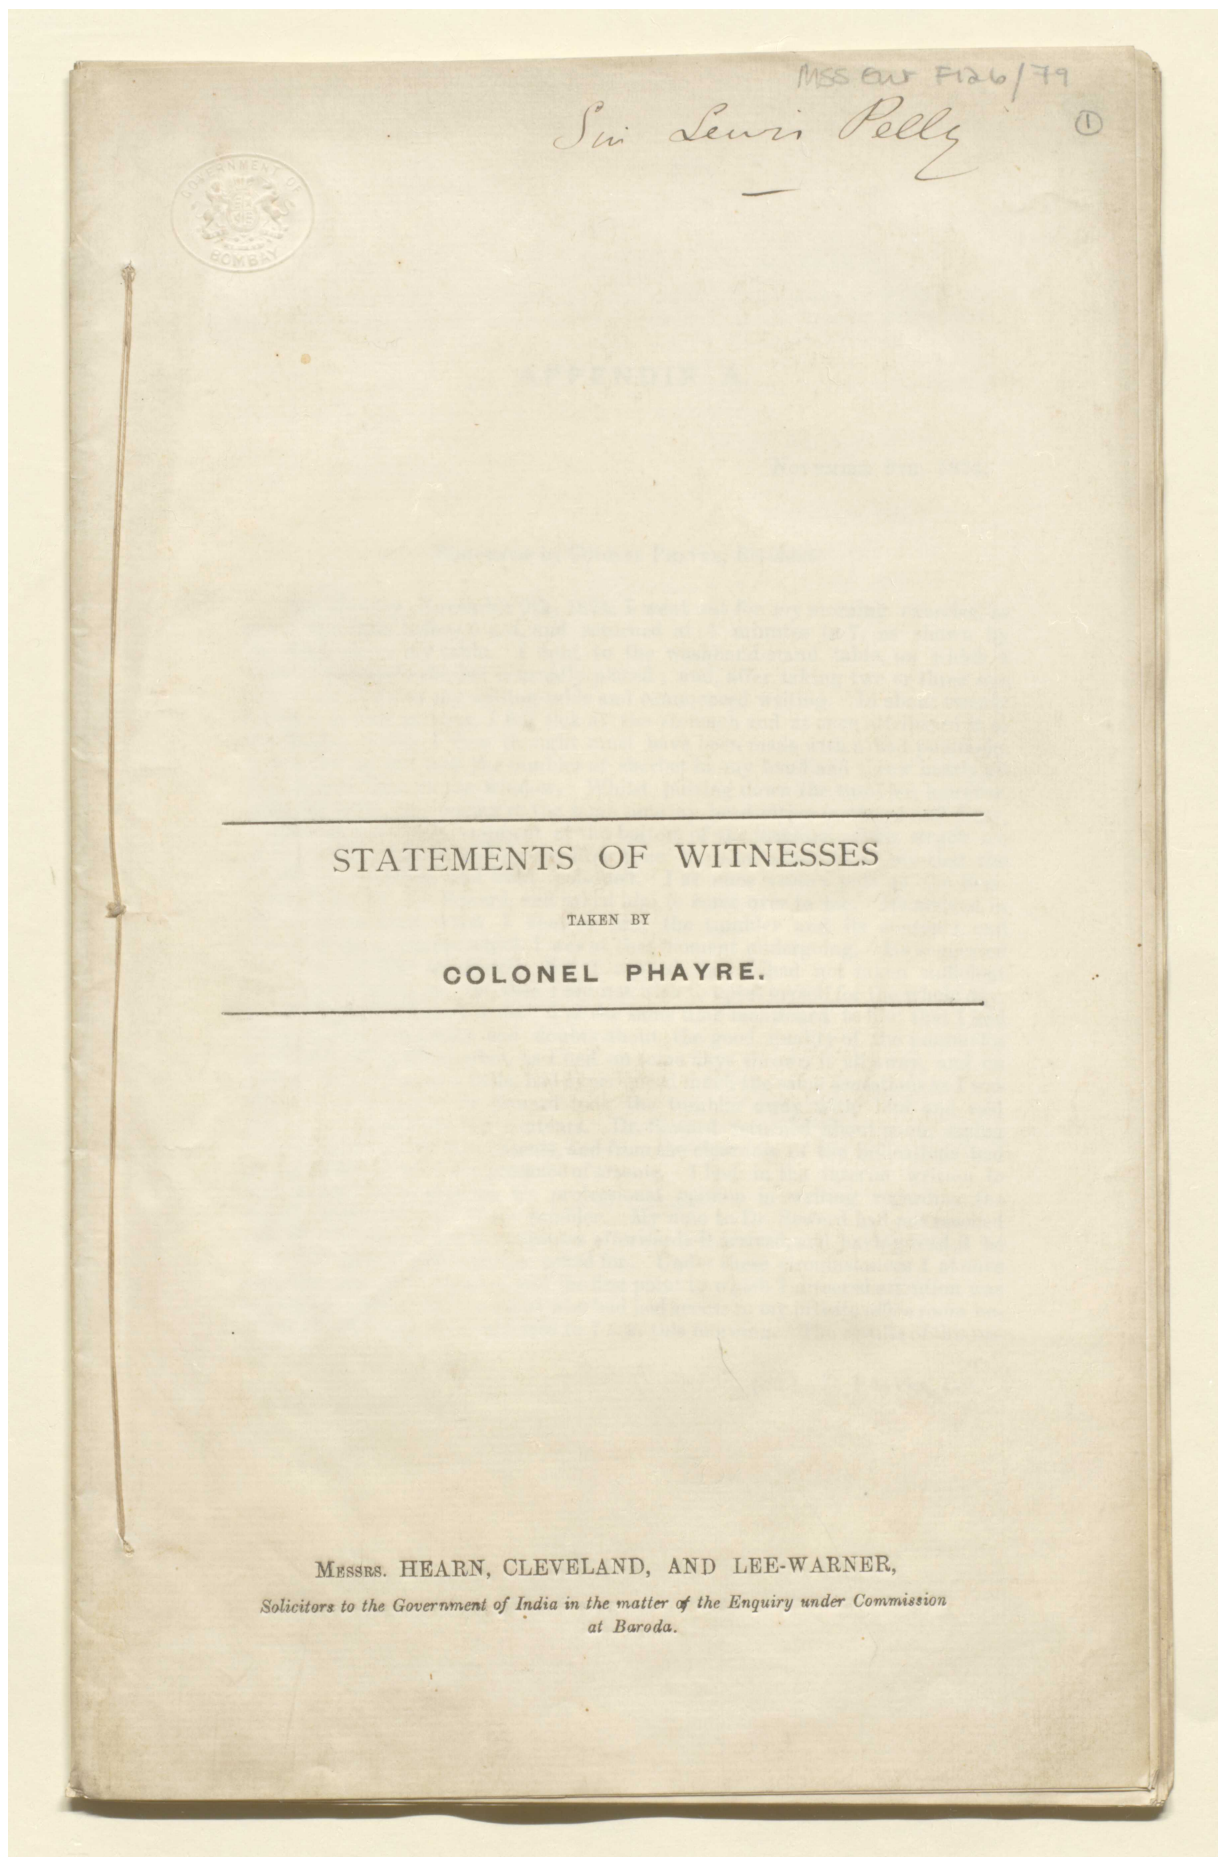 MSS Eur F126/79
Sir Lewis Pelly
1
GOVERNMENT OF
BOMBAY
STATEMENTS OF WITNESSES
TAKEN BY
COLONEL PHAYRE.
MESSRS. HEARN, CLEVELAND, AND LEE-WARNER,
Solicitors to the Government of India in the matter of the Enquiry under Commission
at Baroda.